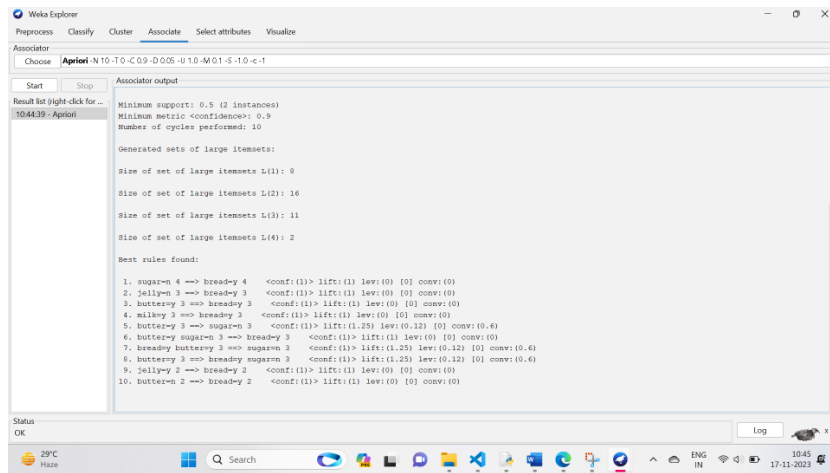 Weka Explorer
Preprocess Classify Cluster Associate Select attributes Visualize
Associator
Choose Apriori -N 10 -T 0 -C 0.9 -D 0.05 -U 1.0 -M 0.1 -S -1.0 -c -1
Start Stop
Associator output
Result list (right-click for ...
10:44:39 - Apriori
Minimum support: 0.5 (2 instances)
Minimum metric <confidence>: 0.9
Number of cycles performed: 10
Generated sets of large itemsets:
Size of set of large itemsets L(1): 8
Size of set of large itemsets L(2): 16
Size of set of large itemsets L(3): 11
Size of set of large itemsets L(4): 2
Best rules found:
1. sugar=n 4 ==> bread=y 4 <conf:(1)> lift:(1) lev:(0) [0] conv:(0)
2. jelly=n 3 ==> bread=y 3 <conf:(1)> lift:(1) lev:(0) [0] conv:(0)
3. butter=y 3 ==> bread=y 3 <conf:(1)> lift:(1) lev:(0) [0] conv:(0)
4. milk=y 3 ==> bread=y 3 <conf:(1)> lift:(1) lev:(0) [0] conv:(0)
5. butter=y 3 ==> sugar=n 3 <conf:(1)> lift:(1.25) lev:(0.12) [0] conv:(0.6)
6. butter=y sugar=n 3 ==> bread=y 3 <conf:(1)> lift:(1) lev:(0) [0] conv:(0)
7. bread=y butter=y 3 ==> sugar=n 3 <conf:(1)> lift:(1.25) lev:(0.12) [0] conv:(0.6)
8. butter=y 3 ==> bread=y sugar=n 3 <conf:(1)> lift:(1.25) lev:(0.12) [0] conv:(0.6)
9. jelly=y 2 ==> bread=y 2 <conf:(1)> lift:(1) lev:(0) [0] conv:(0)
10. butter=n 2 ==> bread=y 2 <conf:(1)> lift:(1) lev:(0) [0] conv:(0)
Status
OK
Log
x 0
29°C
Haze
Search
ENG
IN
10:45
17-11-2023